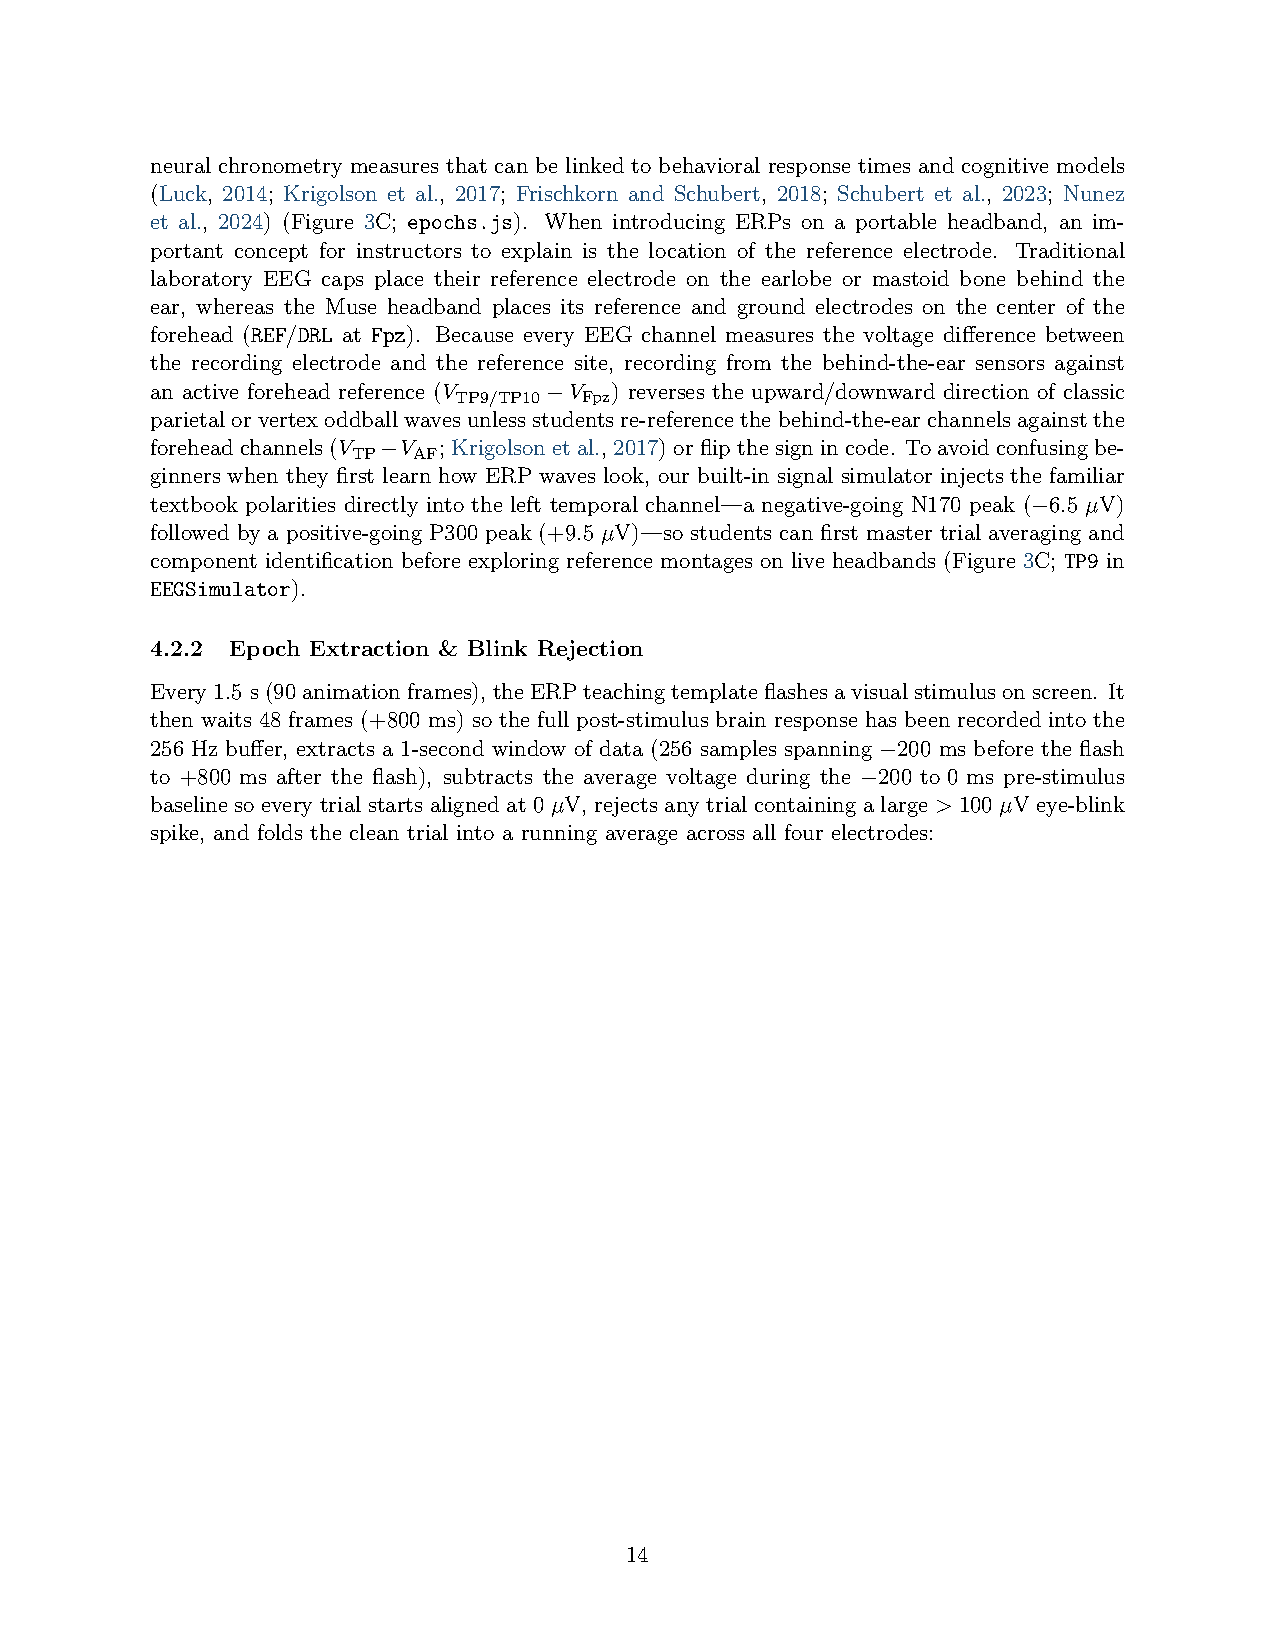 neural chronometry measures that can be linked to behavioral response times and cognitive models
(Luck, 2014; Krigolson et al., 2017; Frischkorn and Schubert, 2018; Schubert et al., 2023; Nunez
et al., 2024) (Figure 3C; epochs.js). When introducing ERPs on a portable headband, an im-
portant concept for instructors to explain is the location of the reference electrode. Traditional
laboratory EEG caps place their reference electrode on the earlobe or mastoid bone behind the
ear, whereas the Muse headband places its reference and ground electrodes on the center of the
forehead (REF/DRL at Fpz). Because every EEG channel measures the voltage difference between
the recording electrode and the reference site, recording from the behind-the-ear sensors against
an active forehead reference (V_TP9/TP10 − V_Fpz) reverses the upward/downward direction of classic
parietal or vertex oddball waves unless students re-reference the behind-the-ear channels against the
forehead channels (V_TP − V_AF; Krigolson et al., 2017) or flip the sign in code. To avoid confusing be-
ginners when they first learn how ERP waves look, our built-in signal simulator injects the familiar
textbook polarities directly into the left temporal channel—a negative-going N170 peak (−6.5 μV)
followed by a positive-going P300 peak (+9.5 μV)—so students can first master trial averaging and
component identification before exploring reference montages on live headbands (Figure 3C; TP9 in
EEGSimulator).
4.2.2 Epoch Extraction & Blink Rejection
Every 1.5 s (90 animation frames), the ERP teaching template flashes a visual stimulus on screen. It
then waits 48 frames (+800 ms) so the full post-stimulus brain response has been recorded into the
256 Hz buffer, extracts a 1-second window of data (256 samples spanning −200 ms before the flash
to +800 ms after the flash), subtracts the average voltage during the −200 to 0 ms pre-stimulus
baseline so every trial starts aligned at 0 μV, rejects any trial containing a large > 100 μV eye-blink
spike, and folds the clean trial into a running average across all four electrodes:
14